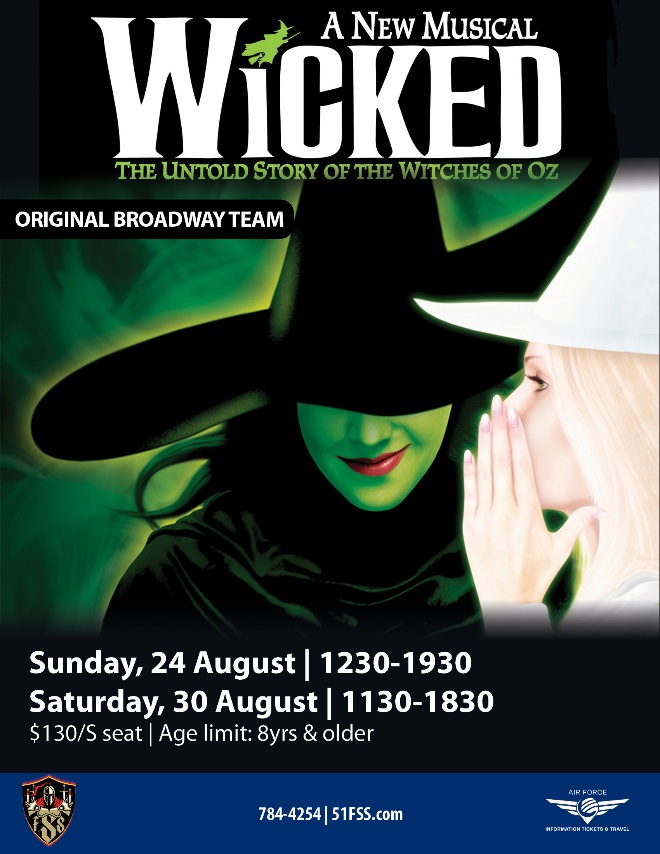 A New Musical
Wicked
The Untold Story of the Witches of Oz
ORIGINAL BROADWAY TEAM
Sunday, 24 August | 1230-1930
Saturday, 30 August | 1130-1830
$130/S seat | Age limit: 8yrs & older
FSS
784-4254 | 51FSS.com
AIR FORCE
INFORMATION TICKETS & TRAVEL